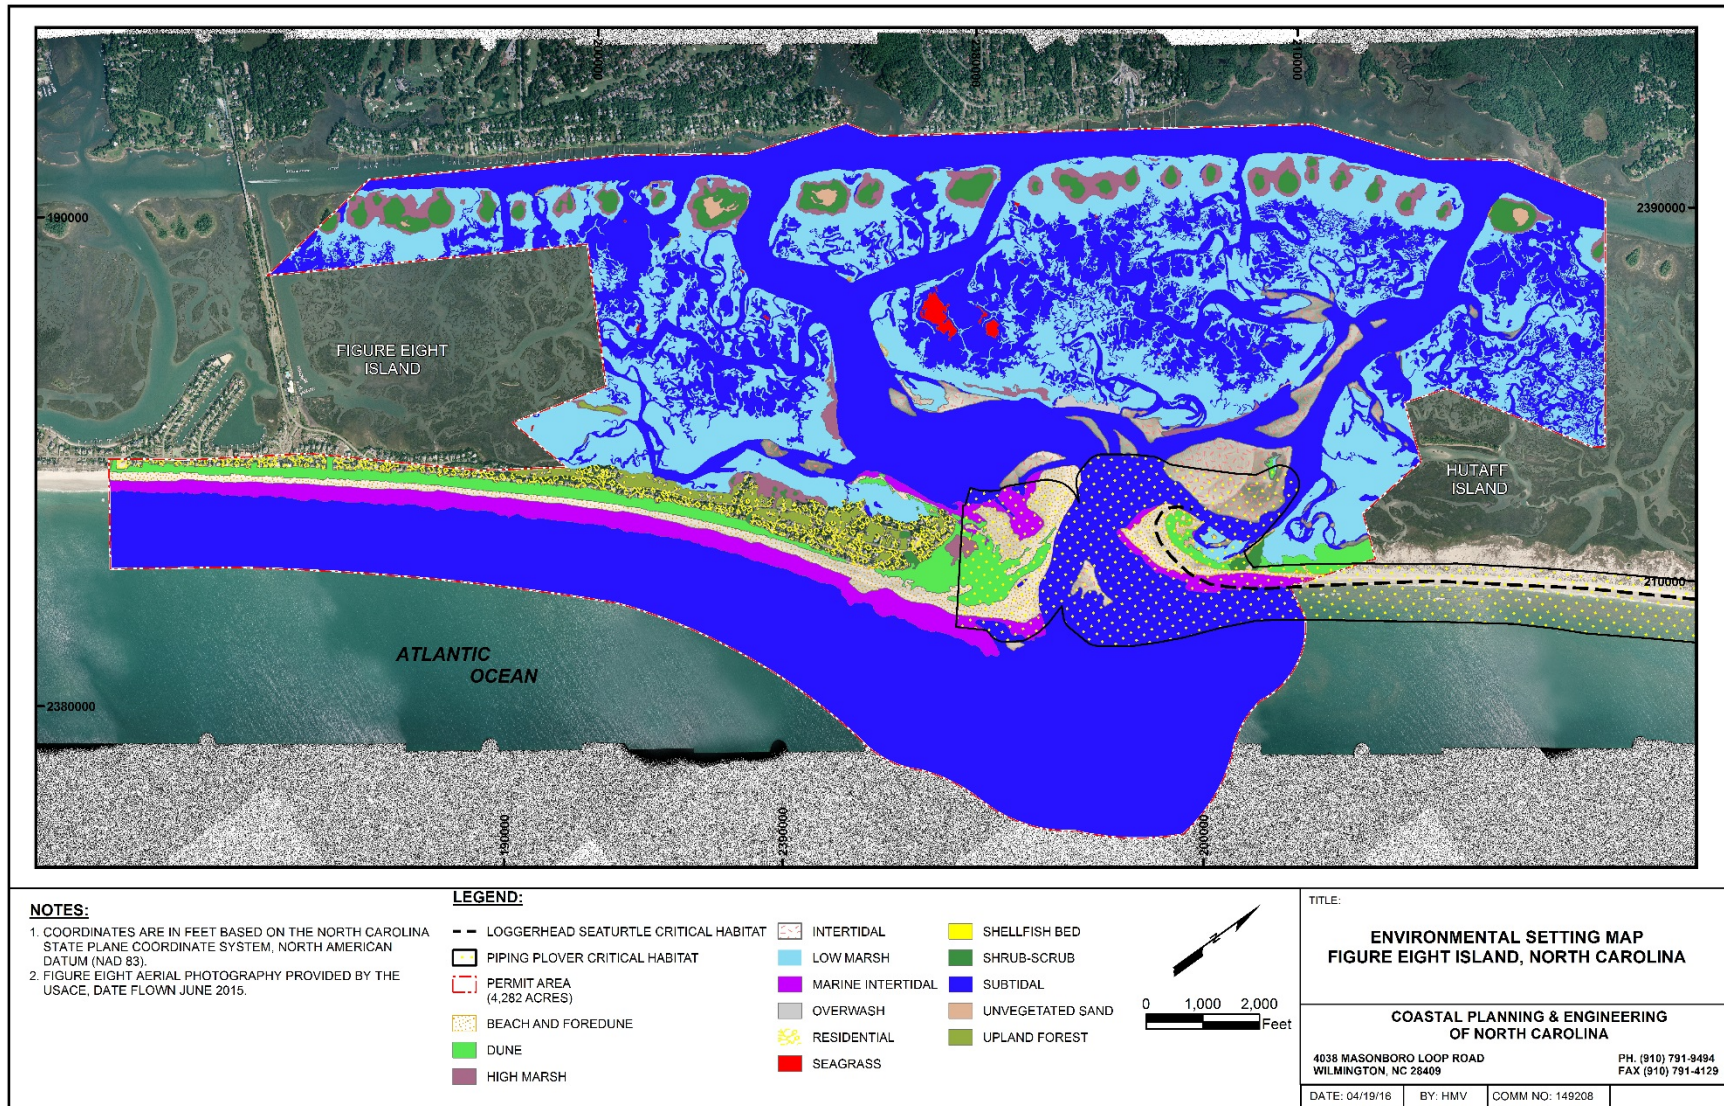 200000
2390000
210000
190000
2390000
FIGURE EIGHT
ISLAND
HUTAFF
ISLAND
210000
ATLANTIC
OCEAN
2380000
190000
2390000
200000
NOTES:
1. COORDINATES ARE IN FEET BASED ON THE NORTH CAROLINA
STATE PLANE COORDINATE SYSTEM, NORTH AMERICAN
DATUM (NAD 83).
2. FIGURE EIGHT AERIAL PHOTOGRAPHY PROVIDED BY THE
USACE, DATE FLOWN JUNE 2015.
LEGEND:
LOGGERHEAD SEATURTLE CRITICAL HABITAT
PIPING PLOVER CRITICAL HABITAT
PERMIT AREA
(4,282 ACRES)
BEACH AND FOREDUNE
DUNE
HIGH MARSH
INTERTIDAL
LOW MARSH
MARINE INTERTIDAL
OVERWASH
RESIDENTIAL
SEAGRASS
SHELLFISH BED
SHRUB-SCRUB
SUBTIDAL
UNVEGETATED SAND
UPLAND FOREST
N
0 1,000 2,000
Feet
TITLE:
ENVIRONMENTAL SETTING MAP
FIGURE EIGHT ISLAND, NORTH CAROLINA
COASTAL PLANNING & ENGINEERING
OF NORTH CAROLINA
4038 MASONBORO LOOP ROAD PH. (910) 791-9494
WILMINGTON, NC 28409 FAX (910) 791-4129
DATE: 04/19/16 BY: HMV COMM NO: 149208